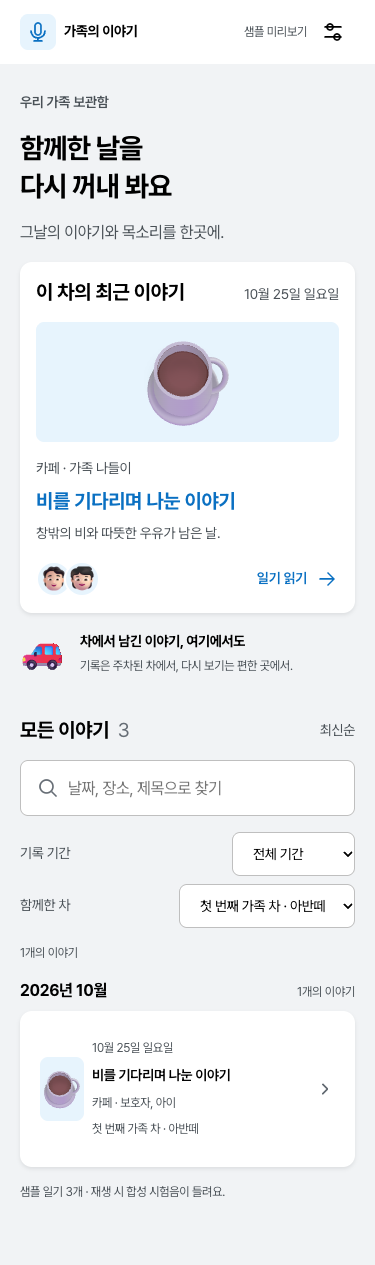 가족의 이야기
샘플 미리보기
우리 가족 보관함
함께한 날을
다시 꺼내 봐요
그날의 이야기와 목소리를 한곳에.
이 차의 최근 이야기
10월 25일 일요일
카페 · 가족 나들이
비를 기다리며 나눈 이야기
창밖의 비와 따뜻한 우유가 남은 날.
일기 읽기
차에서 남긴 이야기, 여기에서도
기록은 주차된 차에서, 다시 보기는 편한 곳에서.
모든 이야기 3
최신순
날짜, 장소, 제목으로 찾기
기록 기간
전체 기간
함께한 차
첫 번째 가족 차 · 아반떼
1개의 이야기
2026년 10월
1개의 이야기
10월 25일 일요일
비를 기다리며 나눈 이야기
카페 · 보호자, 아이
첫 번째 가족 차 · 아반떼
샘플 일기 3개 · 재생 시 합성 시험음이 들려요.